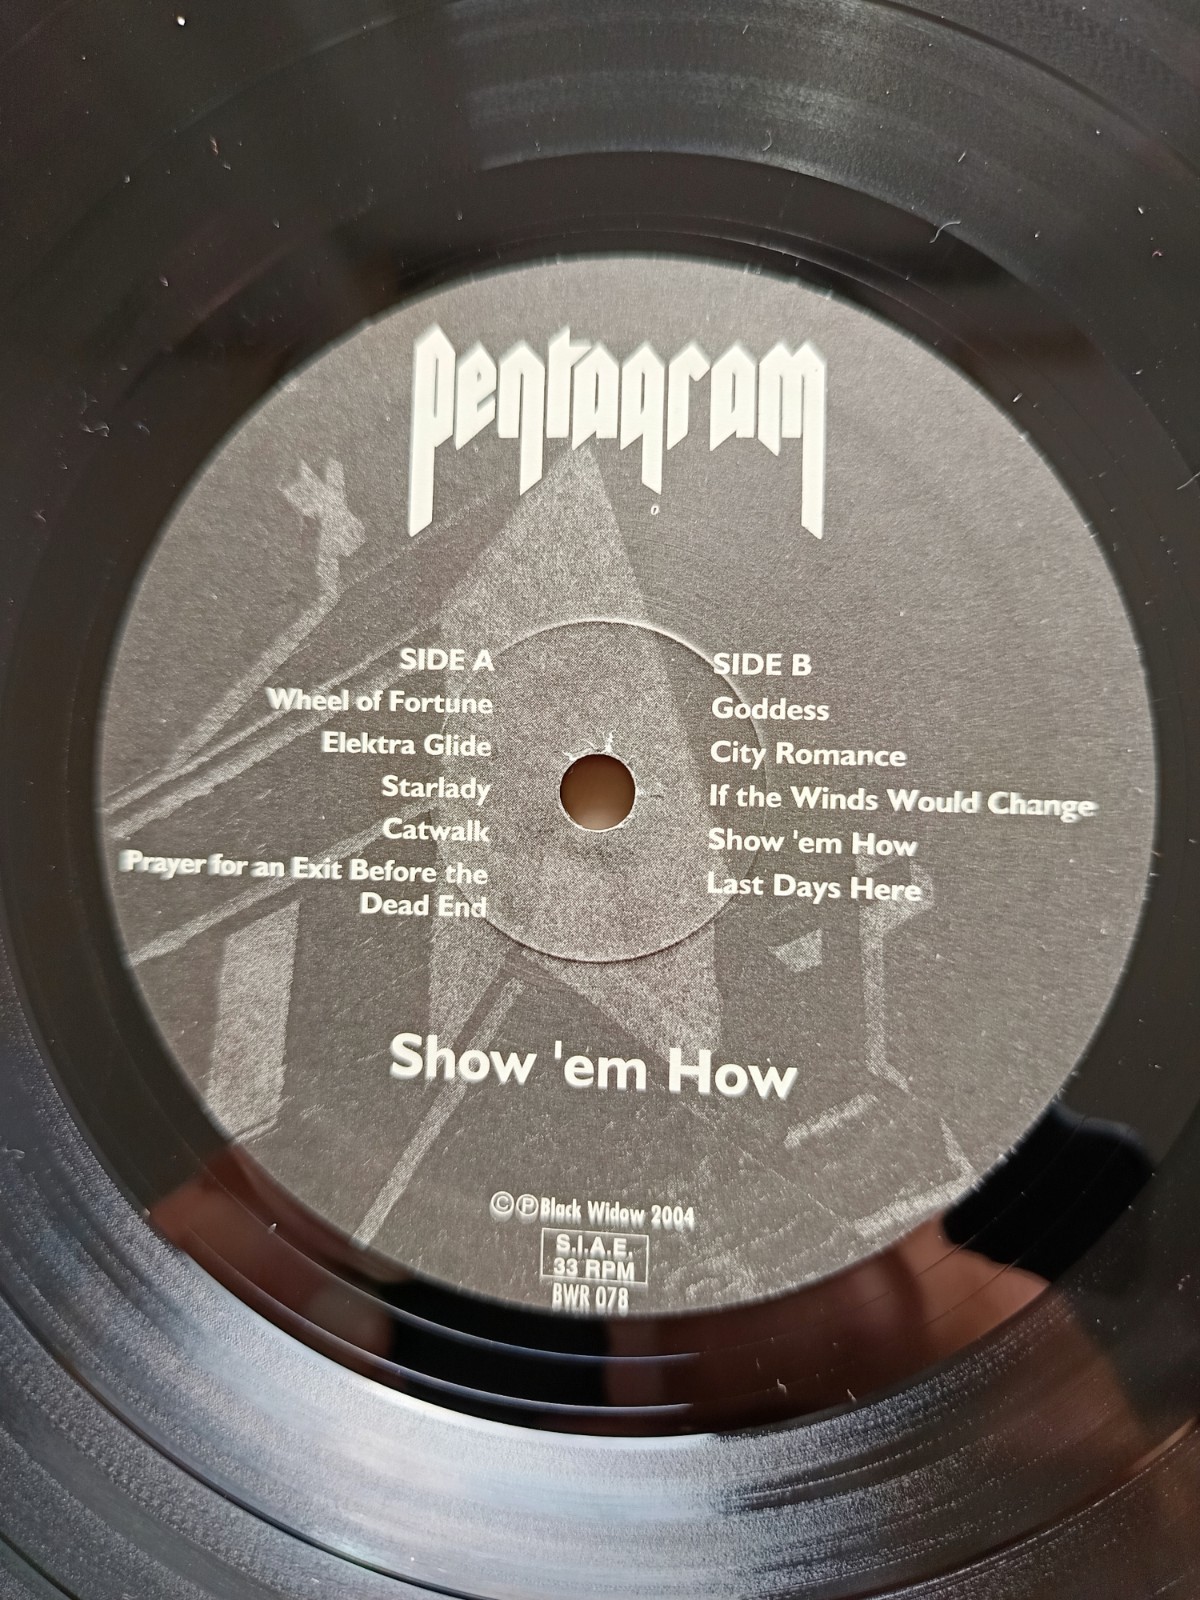 Pentagram
SIDE A
Wheel of Fortune
Elektra Glide
Starlady
Catwalk
Prayer for an Exit Before the
Dead End
SIDE B
Goddess
City Romance
If the Winds Would Change
Show 'em How
Last Days Here
Show 'em How
©℗ Black Widow 2004
S.I.A.E.
33 RPM
BWR 078